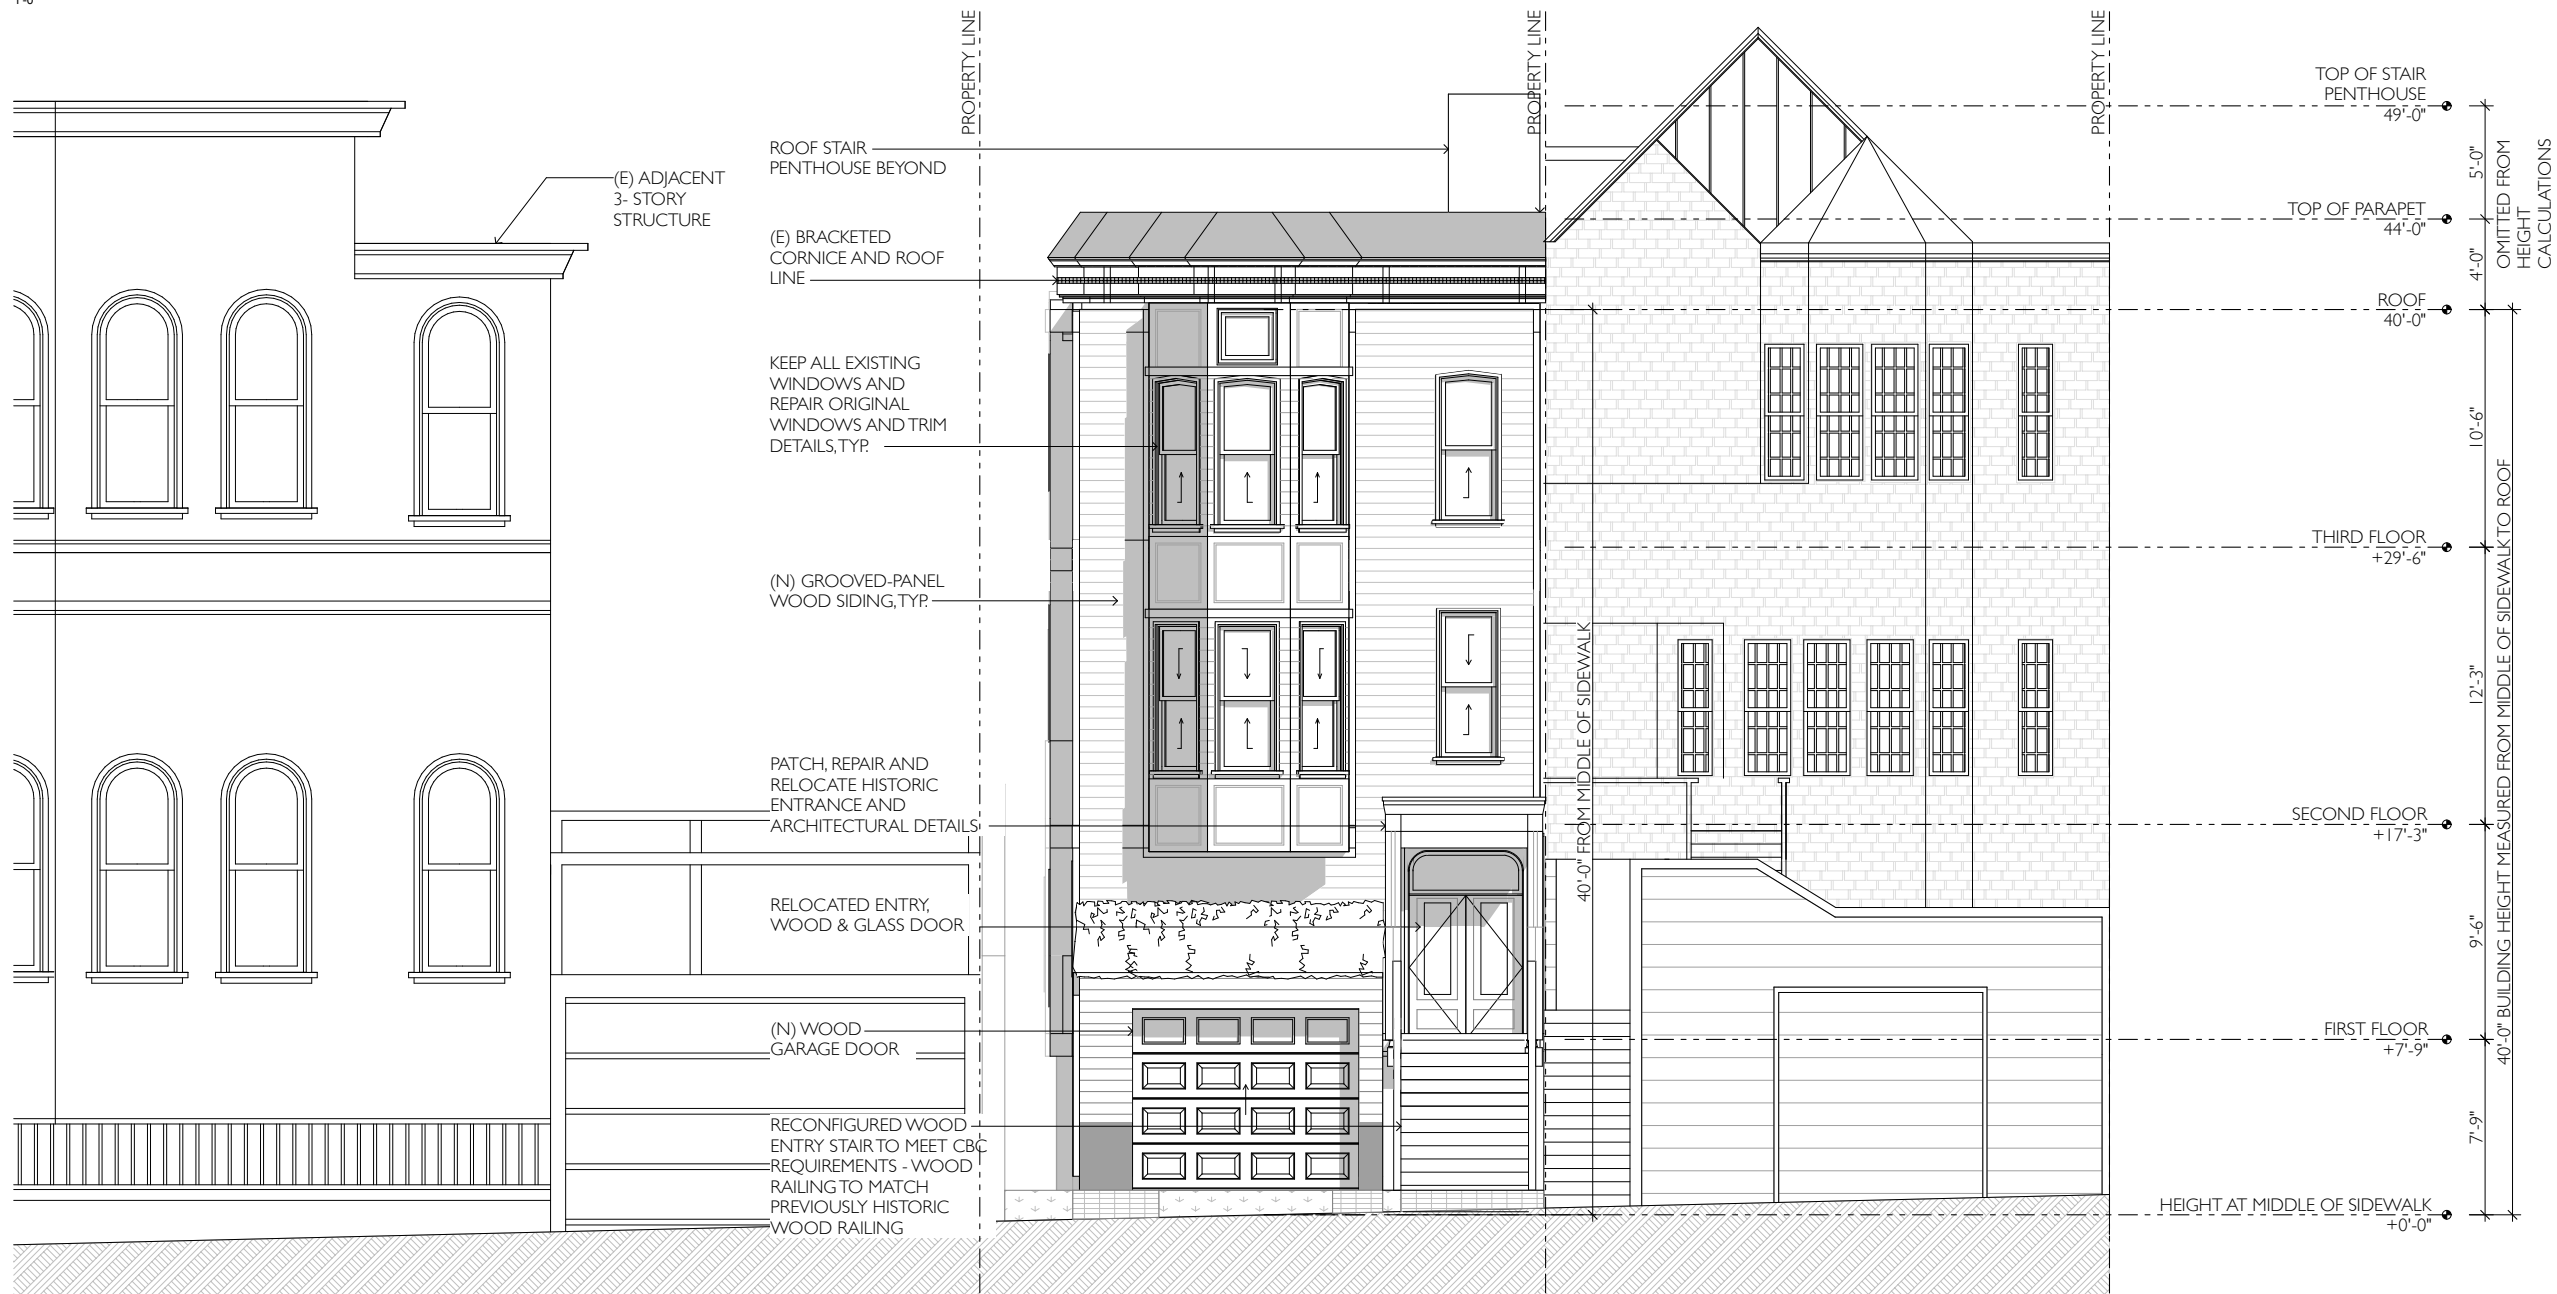 1'-0"
PROPERTY LINE
PROPERTY LINE
PROPERTY LINE
(E) ADJACENT
3- STORY
STRUCTURE
ROOF STAIR
PENTHOUSE BEYOND
(E) BRACKETED
CORNICE AND ROOF
LINE
KEEP ALL EXISTING
WINDOWS AND
REPAIR ORIGINAL
WINDOWS AND TRIM
DETAILS, TYP.
(N) GROOVED-PANEL
WOOD SIDING, TYP.
PATCH, REPAIR AND
RELOCATE HISTORIC
ENTRANCE AND
ARCHITECTURAL DETAILS
RELOCATED ENTRY,
WOOD & GLASS DOOR
(N) WOOD
GARAGE DOOR
RECONFIGURED WOOD
ENTRY STAIR TO MEET CBC
REQUIREMENTS - WOOD
RAILING TO MATCH
PREVIOUSLY HISTORIC
WOOD RAILING
40'-0" FROM MIDDLE OF SIDEWALK
TOP OF STAIR
PENTHOUSE
49'-0"
TOP OF PARAPET
44'-0"
ROOF
40'-0"
THIRD FLOOR
+29'-6"
SECOND FLOOR
+17'-3"
FIRST FLOOR
+7'-9"
HEIGHT AT MIDDLE OF SIDEWALK
+0'-0"
5'-0"
4'-0"
10'-6"
12'-3"
9'-6"
7'-9"
OMITTED FROM
HEIGHT
CALCULATIONS
40'-0" BUILDING HEIGHT MEASURED FROM MIDDLE OF SIDEWALK TO ROOF